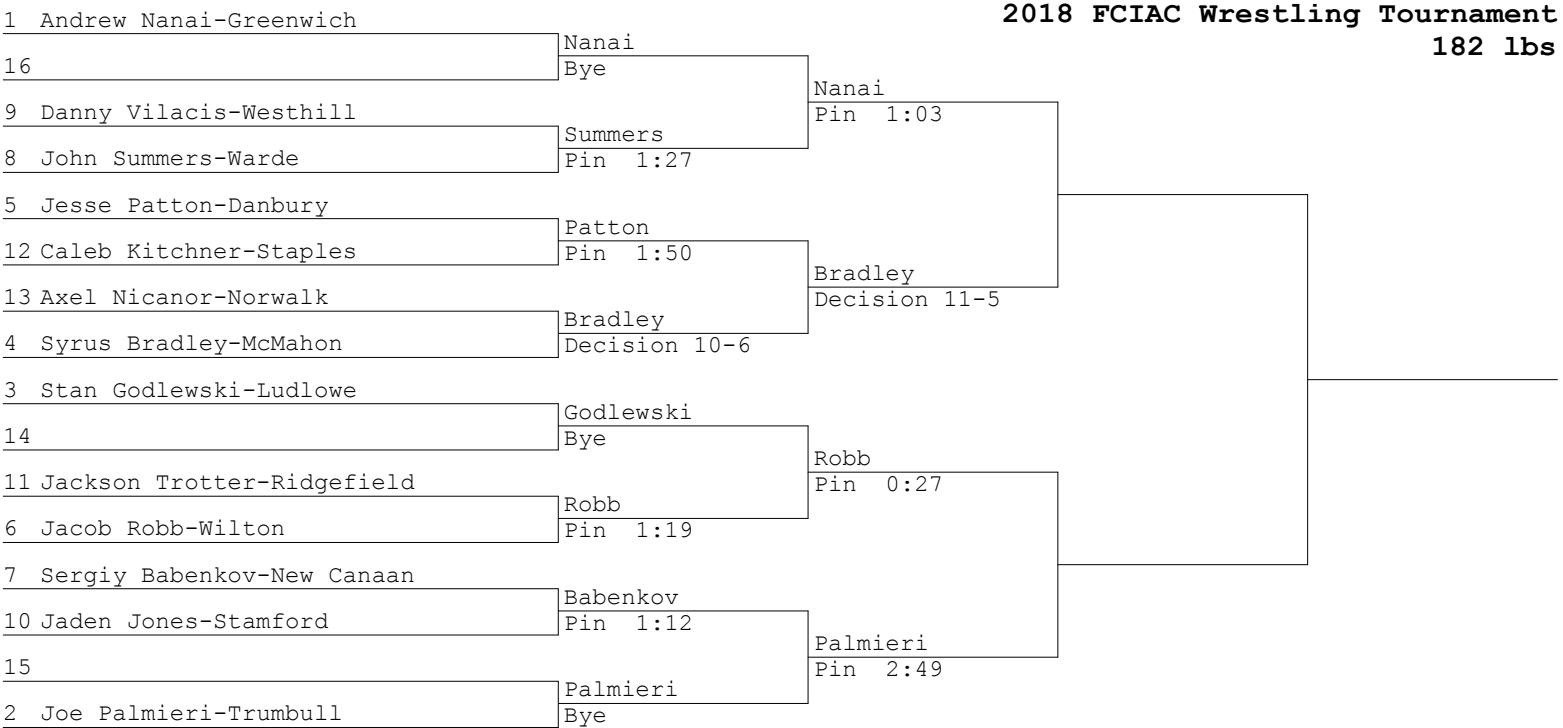 2018 FCIAC Wrestling Tournament
182 lbs
1 Andrew Nanai-Greenwich
16
9 Danny Vilacis-Westhill
8 John Summers-Warde
5 Jesse Patton-Danbury
12 Caleb Kitchner-Staples
13 Axel Nicanor-Norwalk
4 Syrus Bradley-McMahon
3 Stan Godlewski-Ludlowe
14
11 Jackson Trotter-Ridgefield
6 Jacob Robb-Wilton
7 Sergiy Babenkov-New Canaan
10 Jaden Jones-Stamford
15
2 Joe Palmieri-Trumbull
Nanai
Bye
Summers
Pin 1:27
Patton
Pin 1:50
Bradley
Decision 10-6
Godlewski
Bye
Robb
Pin 1:19
Babenkov
Pin 1:12
Palmieri
Bye
Nanai
Pin 1:03
Bradley
Decision 11-5
Robb
Pin 0:27
Palmieri
Pin 2:49